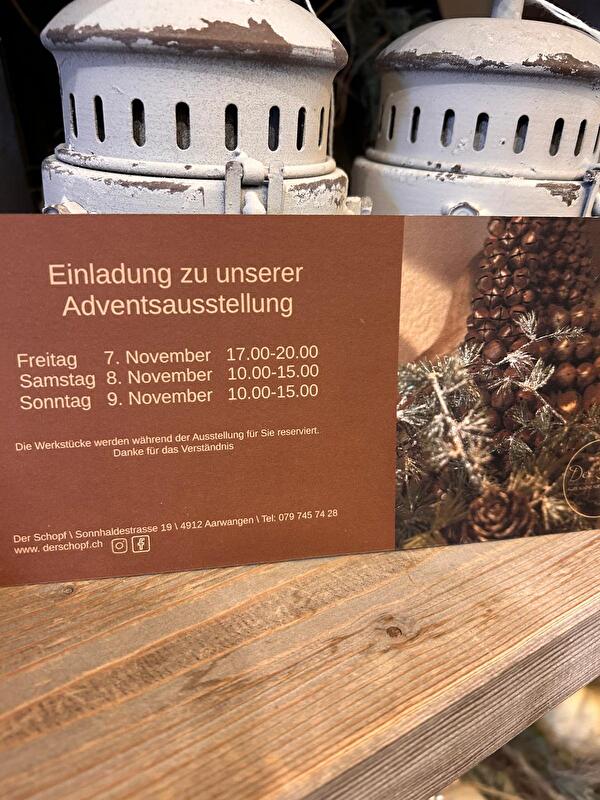 Einladung zu unserer
Adventsausstellung
Freitag 7. November 17.00-20.00
Samstag 8. November 10.00-15.00
Sonntag 9. November 10.00-15.00
Die Werkstücke werden während der Ausstellung für Sie reserviert.
Danke für das Verständnis
Der Schopf \ Sonnhaldestrasse 19 \ 4912 Aarwangen \ Tel: 079 745 74 28
www. derschopf.ch